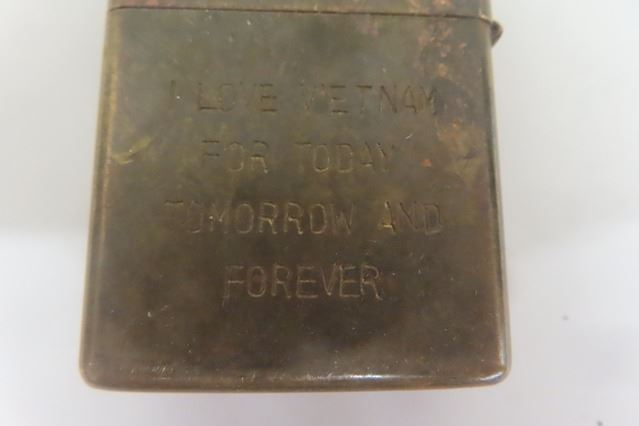 I LOVE VIETNAM
FOR TODAY
TOMORROW AND
FOREVER